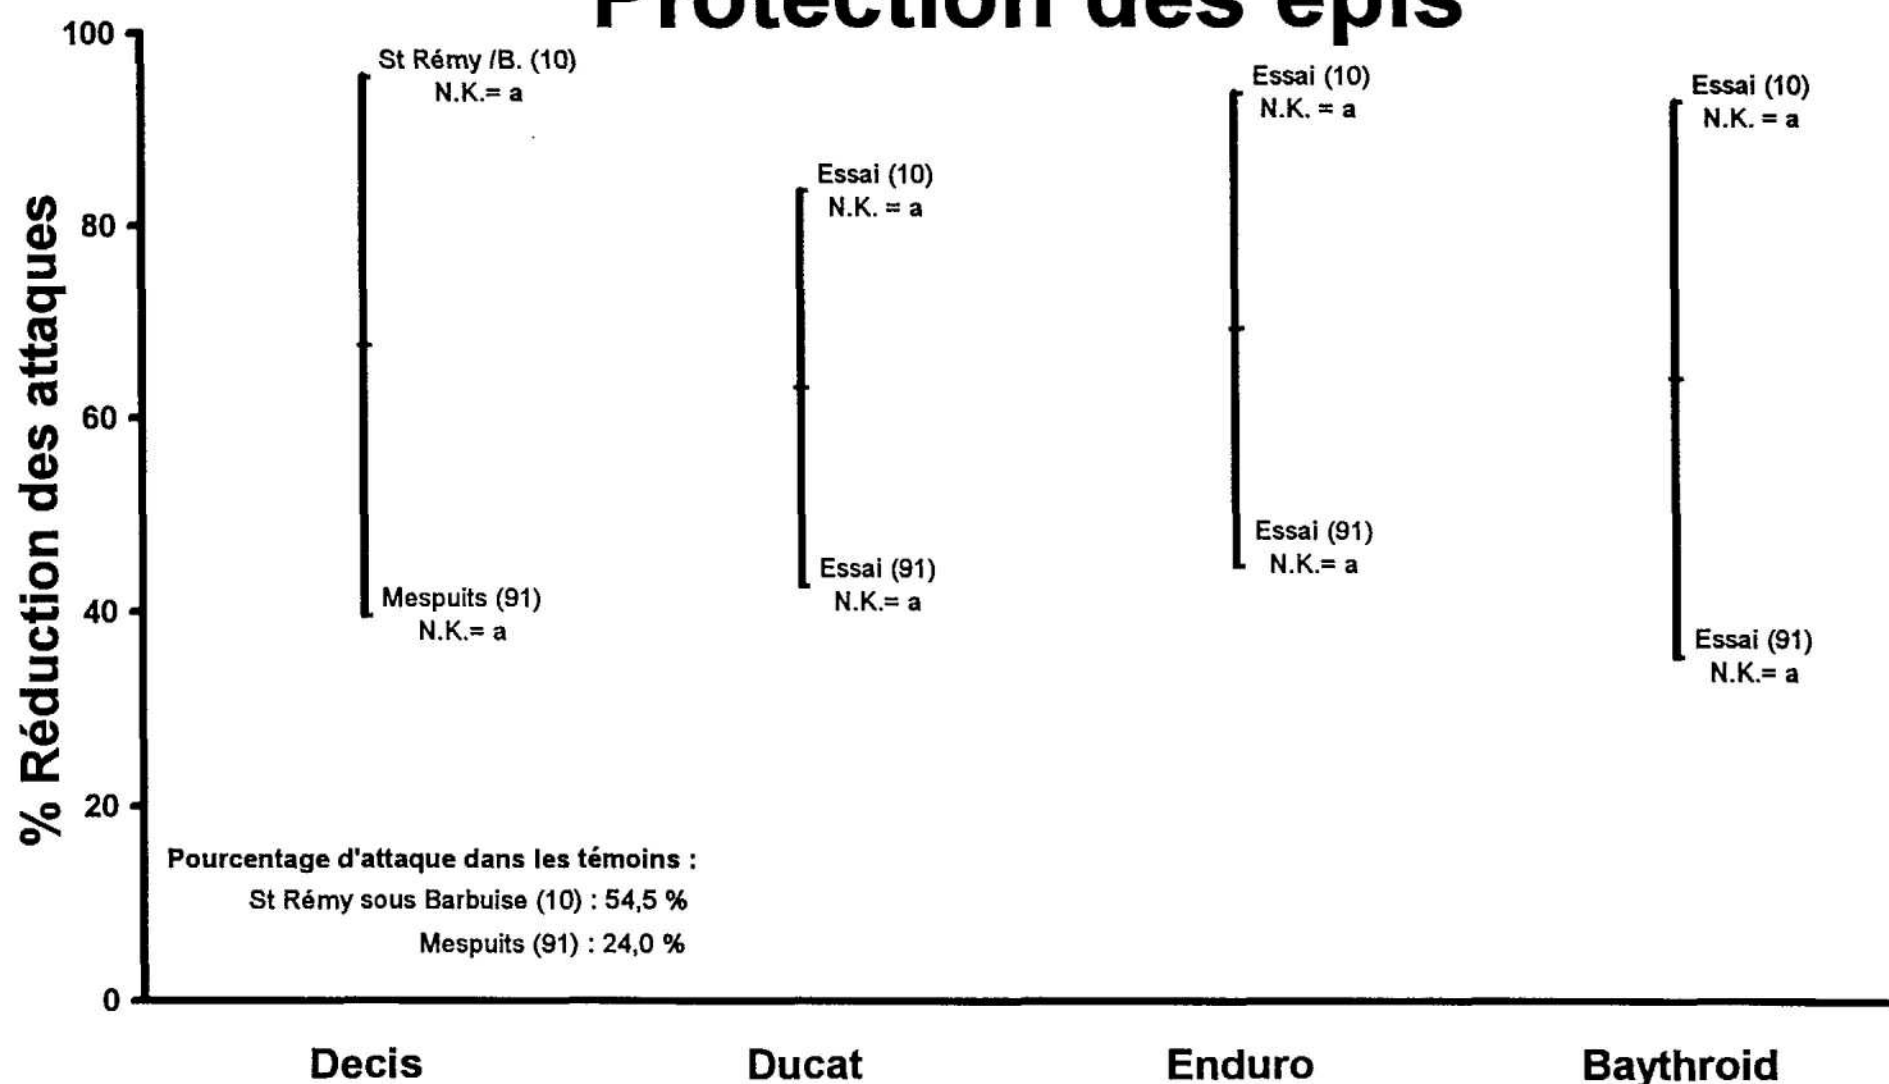 Protection des épis
% Réduction des attaques
100
80
60
40
20
0
St Rémy /B. (10)
N.K.= a
Mespuits (91)
N.K.= a
Essai (10)
N.K. = a
Essai (91)
N.K.= a
Essai (10)
N.K. = a
Essai (91)
N.K.= a
Essai (10)
N.K. = a
Essai (91)
N.K.= a
Pourcentage d'attaque dans les témoins :
St Rémy sous Barbuise (10) : 54,5 %
Mespuits (91) : 24,0 %
Decis
Ducat
Enduro
Baythroid